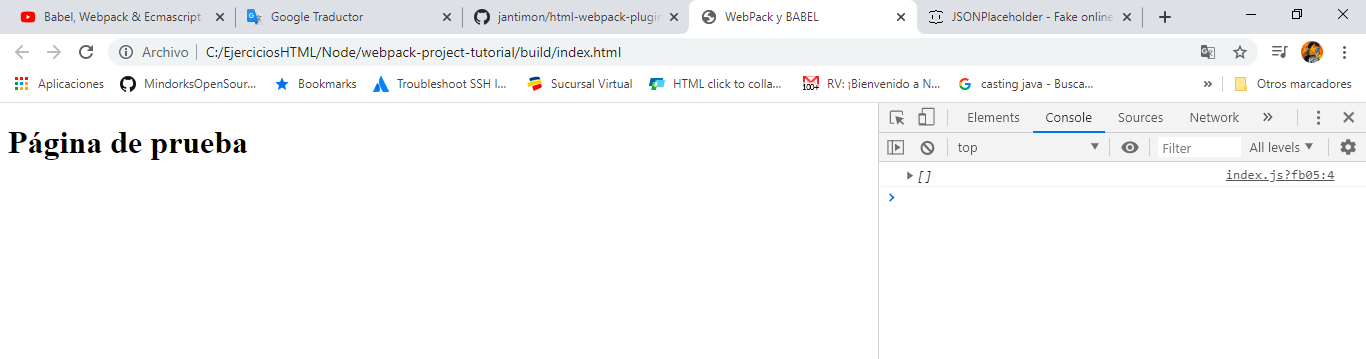 Babel, Webpack & Ecmascript
Google Traductor
jantimon/html-webpack-plugin
WebPack y BABEL
JSONPlaceholder - Fake online
Archivo
C:/EjerciciosHTML/Node/webpack-project-tutorial/build/index.html
Aplicaciones
MindorksOpenSour...
Bookmarks
Troubleshoot SSH I...
Sucursal Virtual
HTML click to colla...
100+
RV: ¡Bienvenido a N...
casting java - Busca...
»
Otros marcadores
Página de prueba
Elements
Console
Sources
Network
»
top
Filter
All levels
[]
index.js?fb05:4